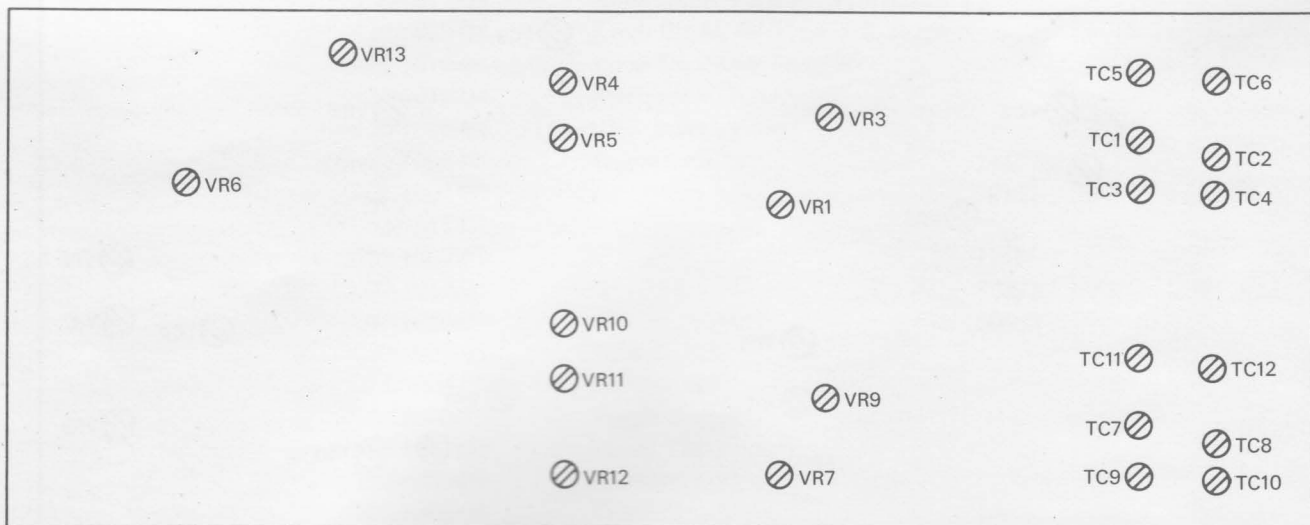 VR13
VR4
TC5
TC6
VR3
VR5
TC1
TC2
VR6
TC3
TC4
VR1
VR10
TC11
TC12
VR11
VR9
TC7
TC8
VR12
VR7
TC9
TC10